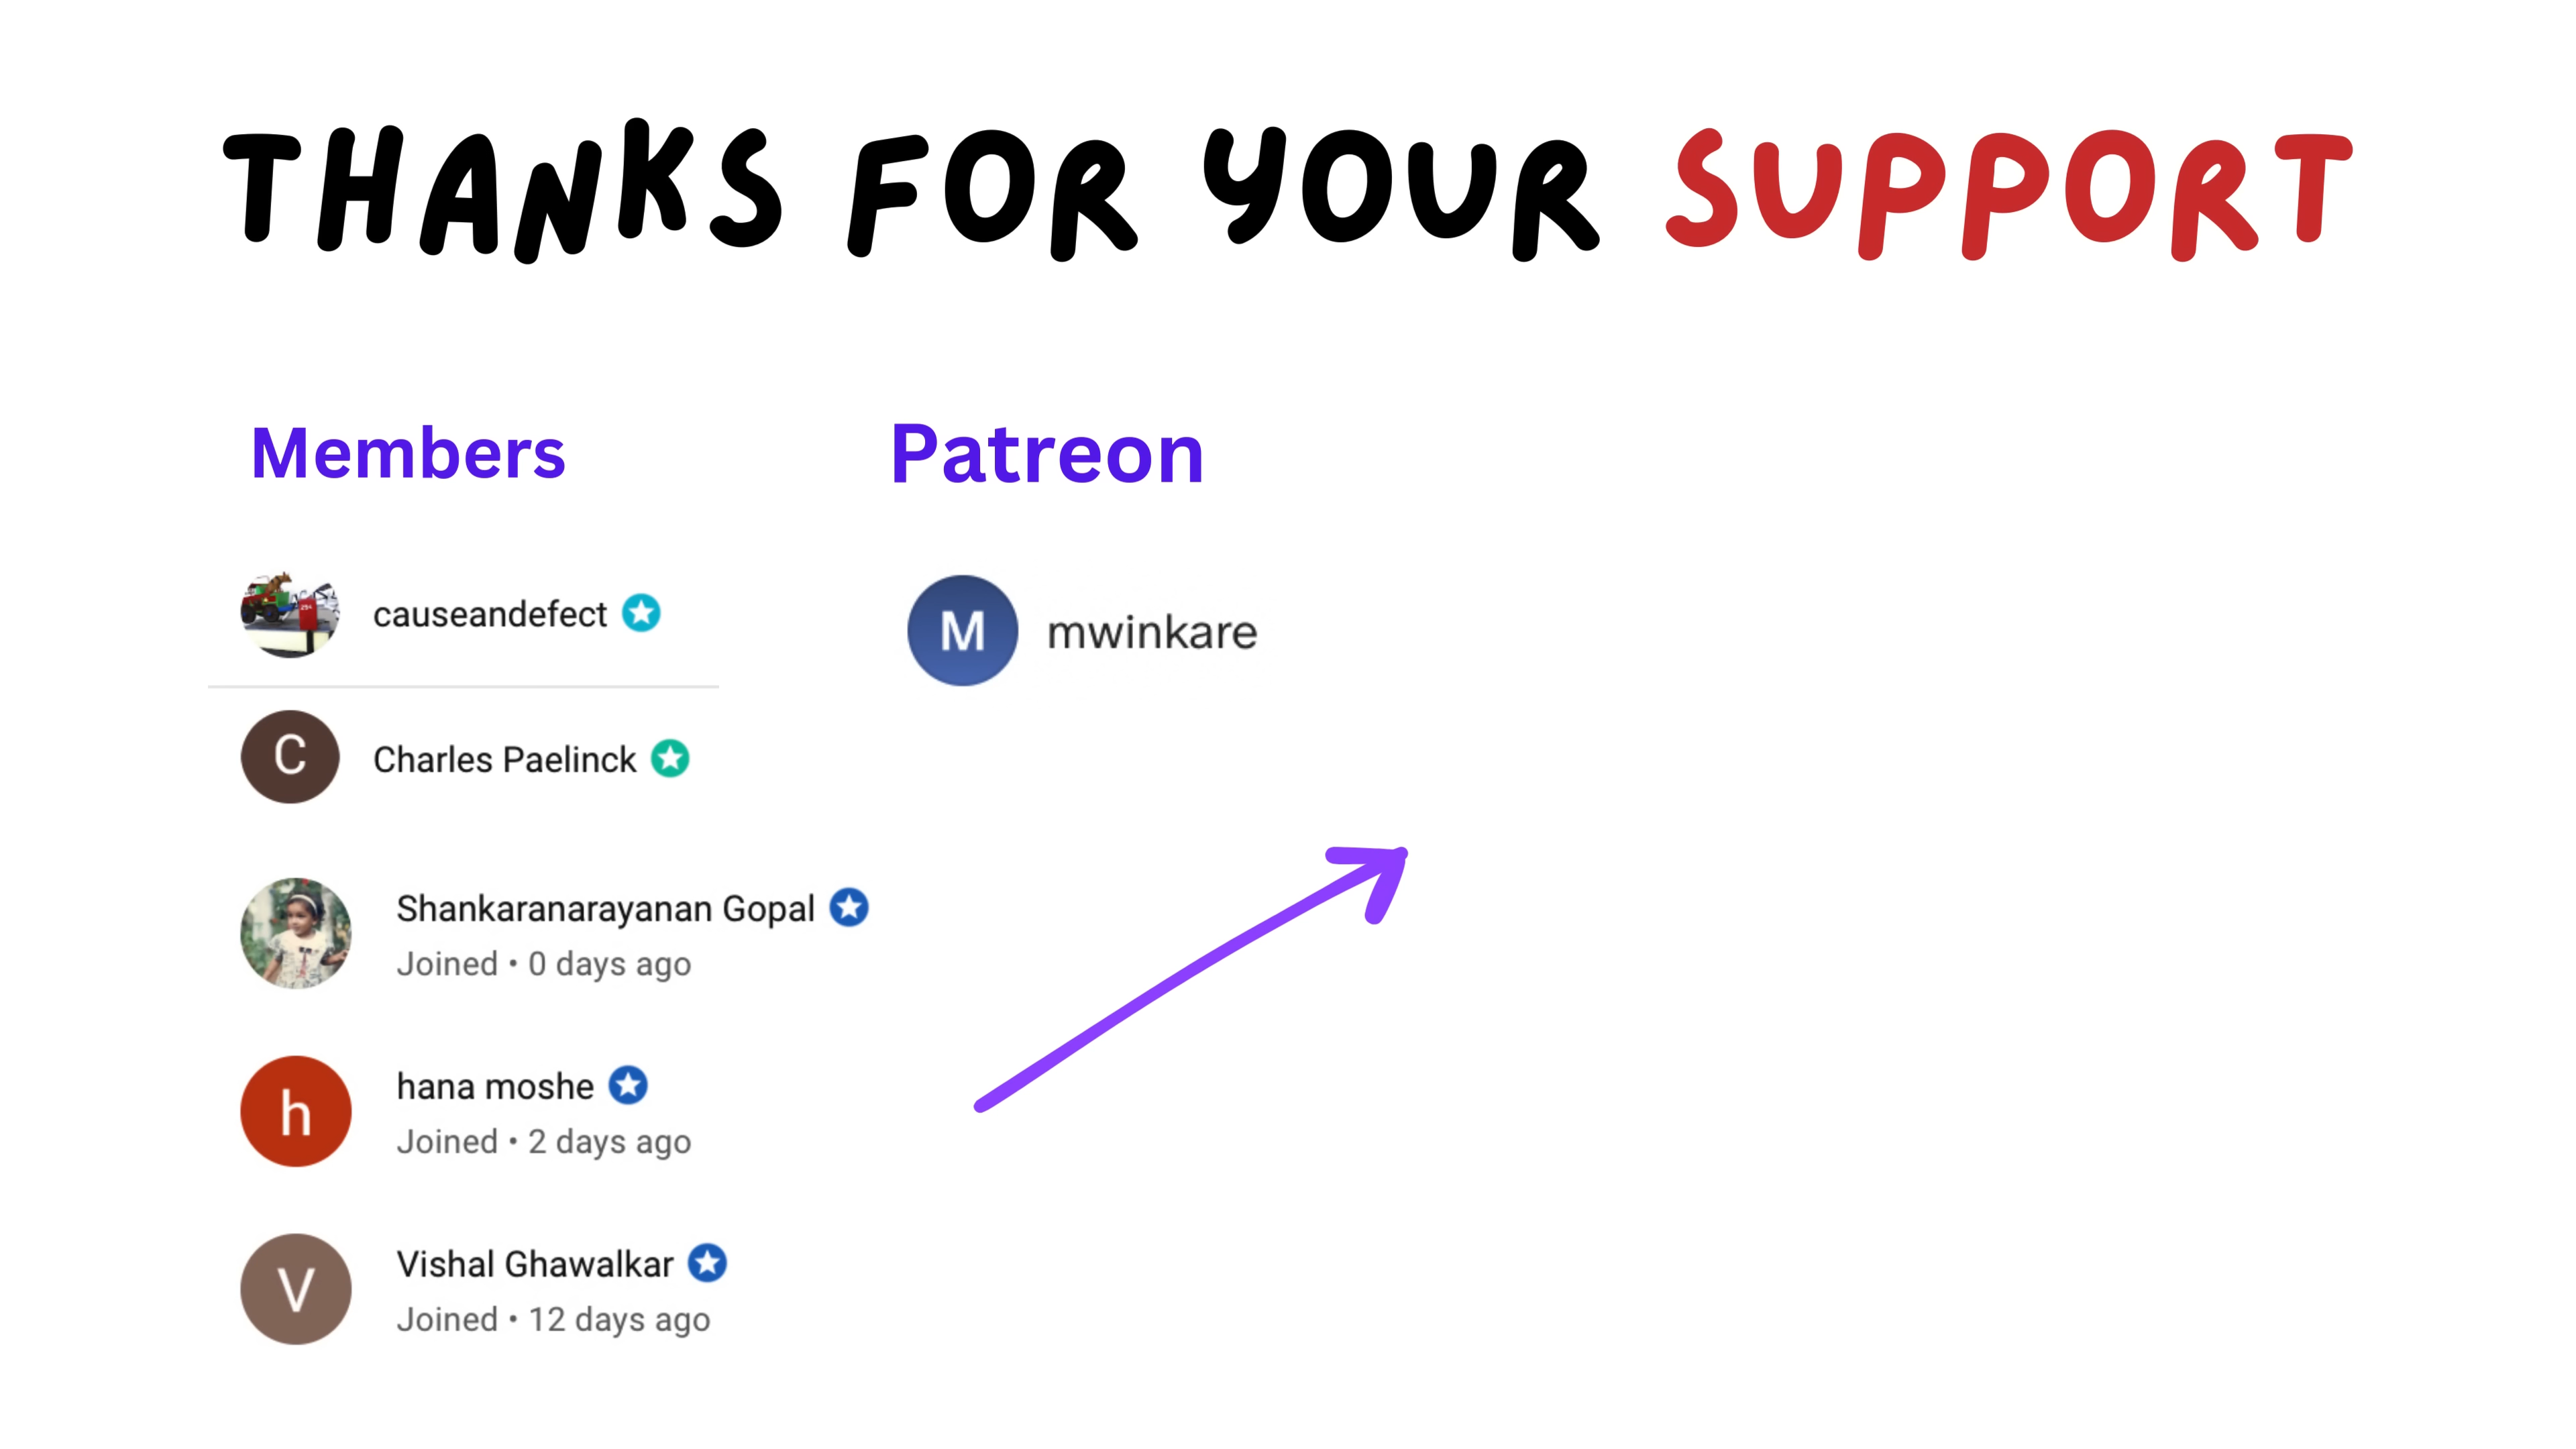 THANKS FOR YOUR SUPPORT
Members
causeandefect
C
Charles Paelinck
Shankaranarayanan Gopal
Joined • 0 days ago
h
hana moshe
Joined • 2 days ago
V
Vishal Ghawalkar
Joined • 12 days ago
Patreon
M
mwinkare